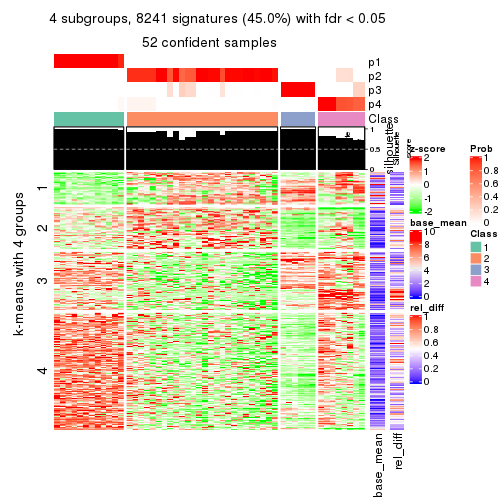 4 subgroups, 8241 signatures (45.0%) with fdr < 0.05
52 confident samples
p1
p2
p3
p4
Class
1
0.5
0
silhouette
Silhouette
score
k-means with 4 groups
1
2
3
4
base_mean
rel_diff
z-score
2
1
0
-1
-2
base_mean
10
8
6
4
2
0
rel_diff
1
0.8
0.6
0.4
0.2
0
Prob
1
0.8
0.6
0.4
0.2
0
Class
1
2
3
4